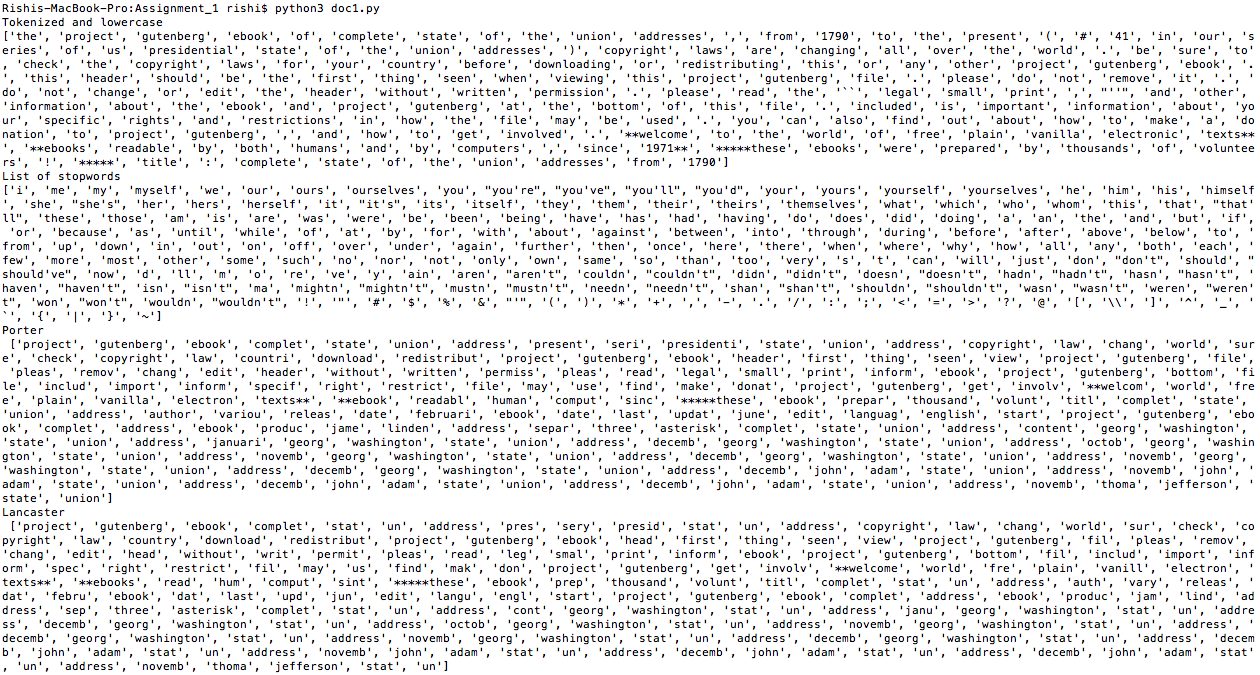 Rishis-MacBook-Pro:Assignment_1 rishi$ python3 doc1.py
Tokenized and lowercase
['the', 'project', 'gutenberg', 'ebook', 'of', 'complete', 'state', 'of', 'the', 'union', 'addresses', ',', 'from', '1790', 'to', 'the', 'present', '(', '#', '41', 'in', 'our', 's
eries', 'of', 'us', 'presidential', 'state', 'of', 'the', 'union', 'addresses', ')', 'copyright', 'laws', 'are', 'changing', 'all', 'over', 'the', 'world', '.', 'be', 'sure', 'to'
, 'check', 'the', 'copyright', 'laws', 'for', 'your', 'country', 'before', 'downloading', 'or', 'redistributing', 'this', 'or', 'any', 'other', 'project', 'gutenberg', 'ebook', '.
', 'this', 'header', 'should', 'be', 'the', 'first', 'thing', 'seen', 'when', 'viewing', 'this', 'project', 'gutenberg', 'file', '.', 'please', 'do', 'not', 'remove', 'it', '.', '
do', 'not', 'change', 'or', 'edit', 'the', 'header', 'without', 'written', 'permission', '.', 'please', 'read', 'the', '``', 'legal', 'small', 'print', ',', "''", 'and', 'other',
'information', 'about', 'the', 'ebook', 'and', 'project', 'gutenberg', 'at', 'the', 'bottom', 'of', 'this', 'file', '.', 'included', 'is', 'important', 'information', 'about', 'yo
ur', 'specific', 'rights', 'and', 'restrictions', 'in', 'how', 'the', 'file', 'may', 'be', 'used', '.', 'you', 'can', 'also', 'find', 'out', 'about', 'how', 'to', 'make', 'a', 'do
nation', 'to', 'project', 'gutenberg', ',', 'and', 'how', 'to', 'get', 'involved', '.', '**welcome', 'to', 'the', 'world', 'of', 'free', 'plain', 'vanilla', 'electronic', 'texts**
', '**ebooks', 'readable', 'by', 'both', 'humans', 'and', 'by', 'computers', ',', 'since', '1971**', '*****these', 'ebooks', 'were', 'prepared', 'by', 'thousands', 'of', 'voluntee
rs', '!', '*****', 'title', ':', 'complete', 'state', 'of', 'the', 'union', 'addresses', 'from', '1790']
List of stopwords
['i', 'me', 'my', 'myself', 'we', 'our', 'ours', 'ourselves', 'you', "you're", "you've", "you'll", "you'd", 'your', 'yours', 'yourself', 'yourselves', 'he', 'him', 'his', 'himself
', 'she', "she's", 'her', 'hers', 'herself', 'it', "it's", 'its', 'itself', 'they', 'them', 'their', 'theirs', 'themselves', 'what', 'which', 'who', 'whom', 'this', 'that', "that'
ll", 'these', 'those', 'am', 'is', 'are', 'was', 'were', 'be', 'been', 'being', 'have', 'has', 'had', 'having', 'do', 'does', 'did', 'doing', 'a', 'an', 'the', 'and', 'but', 'if',
'or', 'because', 'as', 'until', 'while', 'of', 'at', 'by', 'for', 'with', 'about', 'against', 'between', 'into', 'through', 'during', 'before', 'after', 'above', 'below', 'to', '
from', 'up', 'down', 'in', 'out', 'on', 'off', 'over', 'under', 'again', 'further', 'then', 'once', 'here', 'there', 'when', 'where', 'why', 'how', 'all', 'any', 'both', 'each', '
few', 'more', 'most', 'other', 'some', 'such', 'no', 'nor', 'not', 'only', 'own', 'same', 'so', 'than', 'too', 'very', 's', 't', 'can', 'will', 'just', 'don', "don't", 'should', "
should've", 'now', 'd', 'll', 'm', 'o', 're', 've', 'y', 'ain', 'aren', "aren't", 'couldn', "couldn't", 'didn', "didn't", 'doesn', "doesn't", 'hadn', "hadn't", 'hasn', "hasn't", '
haven', "haven't", 'isn', "isn't", 'ma', 'mightn', "mightn't", 'mustn', "mustn't", 'needn', "needn't", 'shan', "shan't", 'shouldn', "shouldn't", 'wasn', "wasn't", 'weren', "weren'
t", 'won', "won't", 'wouldn', "wouldn't", '!', '"', '#', '$', '%', '&', "'", '(', ')', '*', '+', ',', '-', '.', '/', ':', ';', '<', '=', '>', '?', '@', '[', '\\', ']', '^', '_', '
`', '{', '|', '}', '~']
Porter
['project', 'gutenberg', 'ebook', 'complet', 'state', 'union', 'address', 'present', 'seri', 'presidenti', 'state', 'union', 'address', 'copyright', 'law', 'chang', 'world', 'sur
e', 'check', 'copyright', 'law', 'countri', 'download', 'redistribut', 'project', 'gutenberg', 'ebook', 'header', 'first', 'thing', 'seen', 'view', 'project', 'gutenberg', 'file',
'pleas', 'remov', 'chang', 'edit', 'header', 'without', 'written', 'permiss', 'pleas', 'read', 'legal', 'small', 'print', 'inform', 'ebook', 'project', 'gutenberg', 'bottom', 'fi
le', 'includ', 'import', 'inform', 'specif', 'right', 'restrict', 'file', 'may', 'use', 'find', 'make', 'donat', 'project', 'gutenberg', 'get', 'involv', '**welcom', 'world', 'fre
e', 'plain', 'vanilla', 'electron', 'texts**', '**ebook', 'readabl', 'human', 'comput', 'sinc', '*****these', 'ebook', 'prepar', 'thousand', 'volunt', 'titl', 'complet', 'state', '
union', 'address', 'author', 'variou', 'releas', 'date', 'februari', 'ebook', 'date', 'last', 'updat', 'june', 'edit', 'languag', 'english', 'start', 'project', 'gutenberg', 'ebo
ok', 'complet', 'address', 'ebook', 'produc', 'jame', 'linden', 'address', 'separ', 'three', 'asterisk', 'complet', 'state', 'union', 'address', 'content', 'georg', 'washington',
'state', 'union', 'address', 'januari', 'georg', 'washington', 'state', 'union', 'address', 'decemb', 'georg', 'washington', 'state', 'union', 'address', 'octob', 'georg', 'washin
gton', 'state', 'union', 'address', 'novemb', 'georg', 'washington', 'state', 'union', 'address', 'decemb', 'georg', 'washington', 'state', 'union', 'address', 'novemb', 'georg',
'washington', 'state', 'union', 'address', 'decemb', 'georg', 'washington', 'state', 'union', 'address', 'decemb', 'john', 'adam', 'state', 'union', 'address', 'novemb', 'john', '
adam', 'state', 'union', 'address', 'decemb', 'john', 'adam', 'state', 'union', 'address', 'decemb', 'john', 'adam', 'state', 'union', 'address', 'novemb', 'thoma', 'jefferson', '
state', 'union']
Lancaster
['project', 'gutenberg', 'ebook', 'complet', 'stat', 'un', 'address', 'pres', 'sery', 'presid', 'stat', 'un', 'address', 'copyright', 'law', 'chang', 'world', 'sur', 'check', 'co
pyright', 'law', 'country', 'download', 'redistribut', 'project', 'gutenberg', 'ebook', 'head', 'first', 'thing', 'seen', 'view', 'project', 'gutenberg', 'fil', 'pleas', 'remov',
'chang', 'edit', 'head', 'without', 'writ', 'permit', 'pleas', 'read', 'leg', 'smal', 'print', 'inform', 'ebook', 'project', 'gutenberg', 'bottom', 'fil', 'includ', 'import', 'inf
orm', 'spec', 'right', 'restrict', 'fil', 'may', 'us', 'find', 'mak', 'don', 'project', 'gutenberg', 'get', 'involv', '**welcome', 'world', 'fre', 'plain', 'vanill', 'electron', '
texts**', '**ebooks', 'read', 'hum', 'comput', 'sint', '*****these', 'ebook', 'prep', 'thousand', 'volunt', 'titl', 'complet', 'stat', 'un', 'address', 'auth', 'vary', 'releas', '
dat', 'febru', 'ebook', 'dat', 'last', 'upd', 'jun', 'edit', 'langu', 'engl', 'start', 'project', 'gutenberg', 'ebook', 'complet', 'address', 'ebook', 'produc', 'jam', 'lind', 'ad
dress', 'sep', 'three', 'asterisk', 'complet', 'stat', 'un', 'address', 'cont', 'georg', 'washington', 'stat', 'un', 'address', 'janu', 'georg', 'washington', 'stat', 'un', 'addre
ss', 'decemb', 'georg', 'washington', 'stat', 'un', 'address', 'octob', 'georg', 'washington', 'stat', 'un', 'address', 'novemb', 'georg', 'washington', 'stat', 'un', 'address', '
decemb', 'georg', 'washington', 'stat', 'un', 'address', 'novemb', 'georg', 'washington', 'stat', 'un', 'address', 'decemb', 'georg', 'washington', 'stat', 'un', 'address', 'decem
b', 'john', 'adam', 'stat', 'un', 'address', 'novemb', 'john', 'adam', 'stat', 'un', 'address', 'decemb', 'john', 'adam', 'stat', 'un', 'address', 'decemb', 'john', 'adam', 'stat'
, 'un', 'address', 'novemb', 'thoma', 'jefferson', 'stat', 'un']